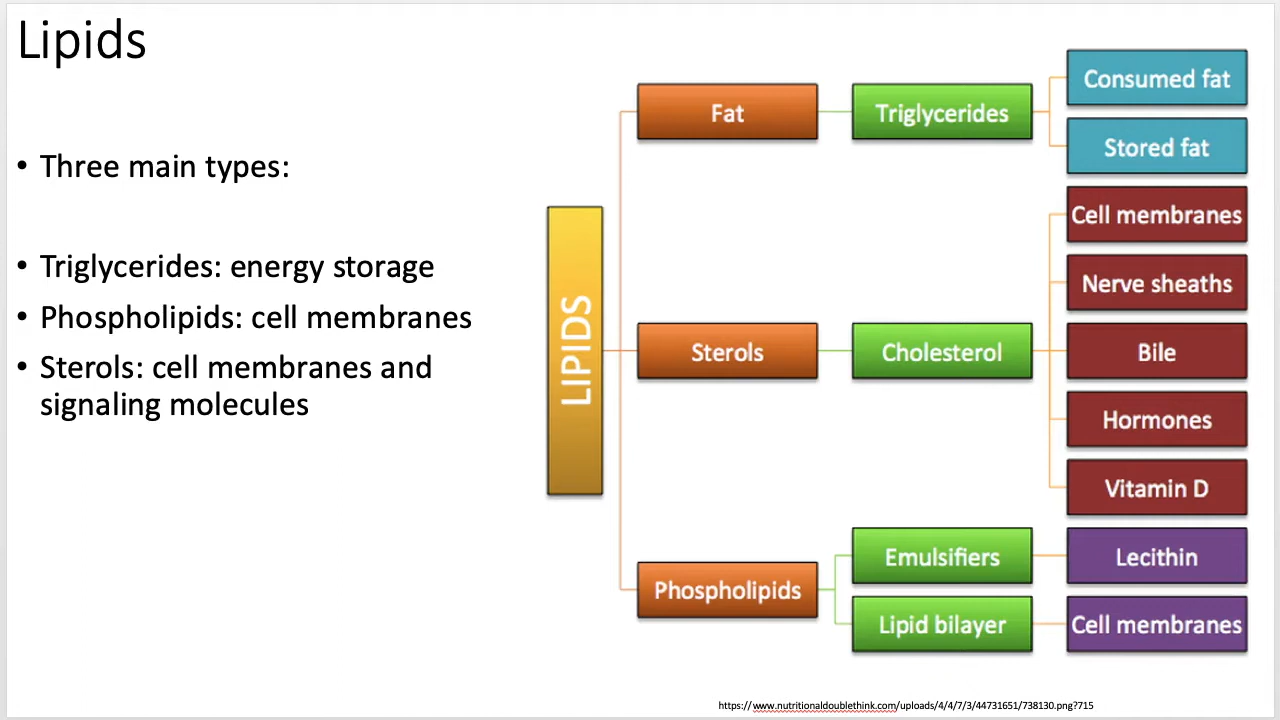 Lipids
• Three main types:
• Triglycerides: energy storage
• Phospholipids: cell membranes
• Sterols: cell membranes and
signaling molecules
LIPIDS
Fat
Triglycerides
Consumed fat
Stored fat
Sterols
Cholesterol
Cell membranes
Nerve sheaths
Bile
Hormones
Vitamin D
Phospholipids
Emulsifiers
Lecithin
Lipid bilayer
Cell membranes
https://www.nutritionaldoublethink.com/uploads/4/4/7/3/44731651/738130.png?715